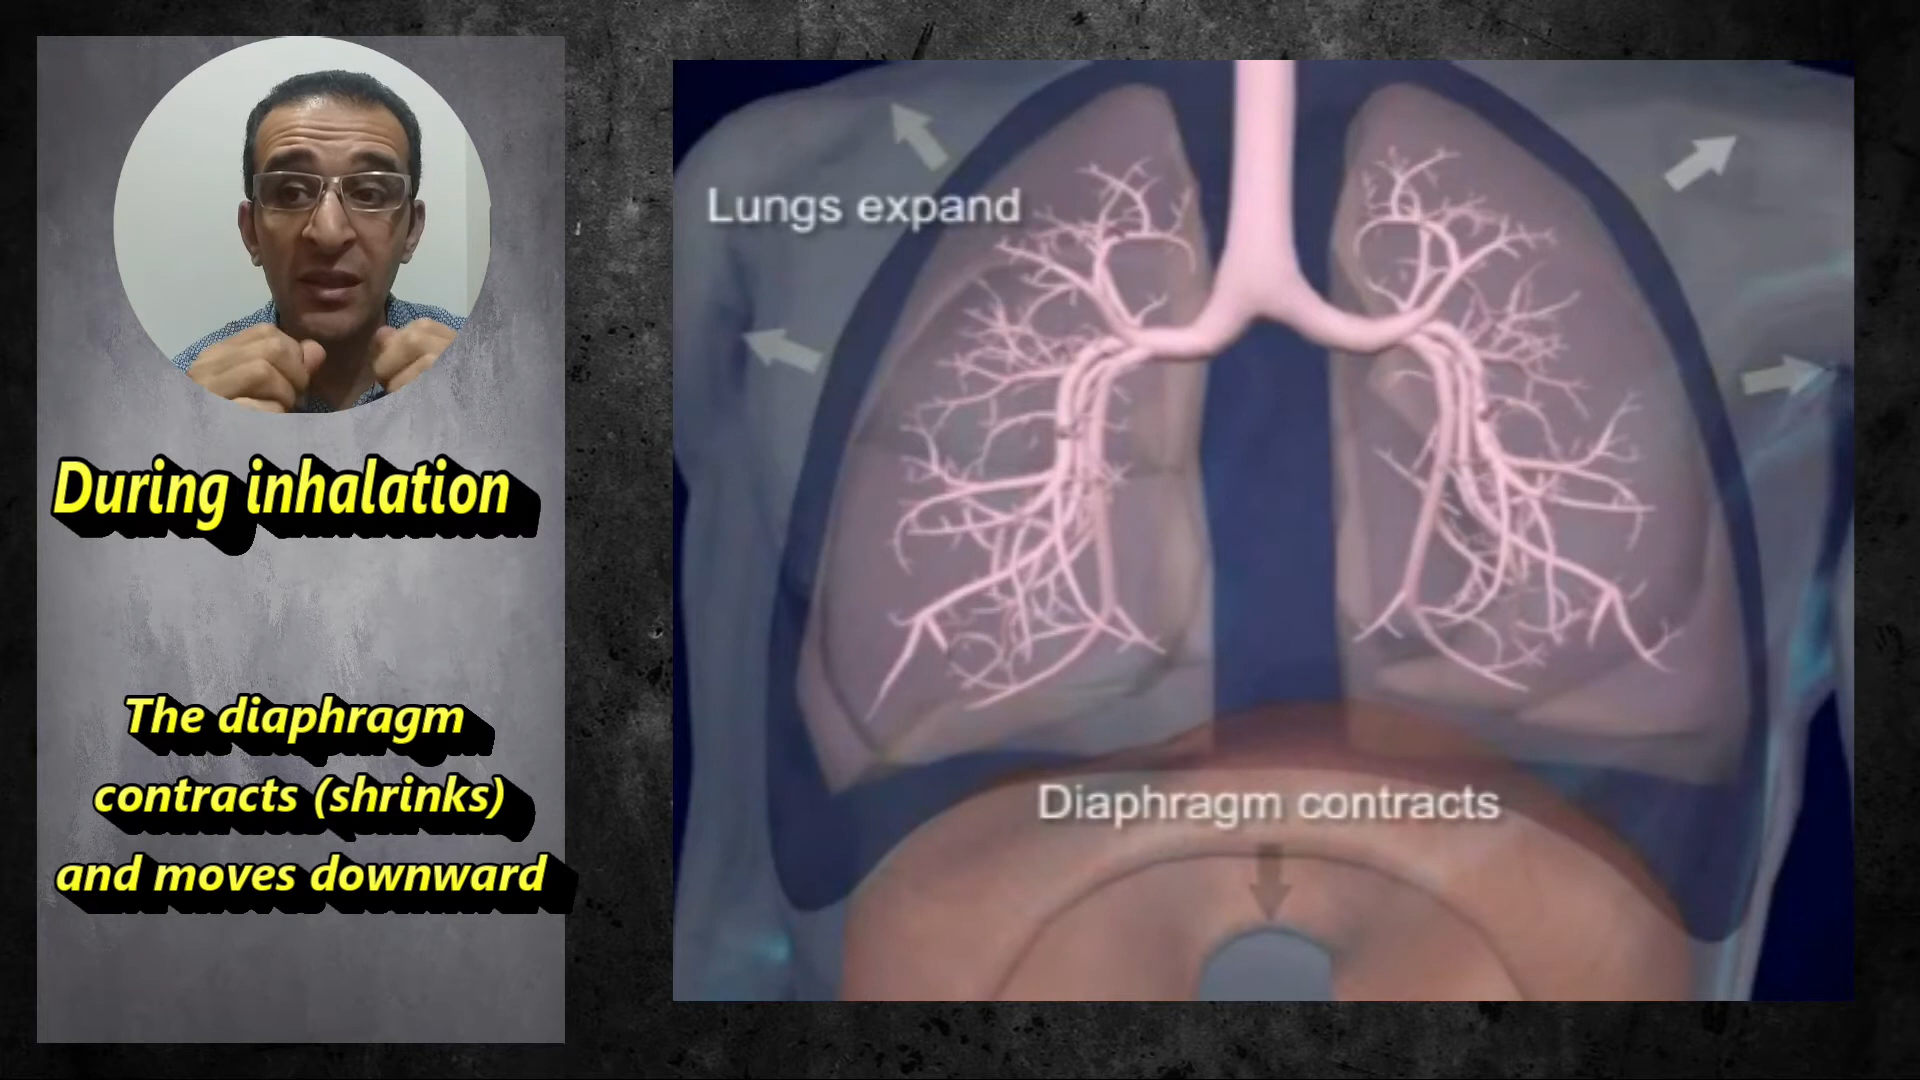 During inhalation
The diaphragm
contracts (shrinks)
and moves downward
Lungs expand
Diaphragm contracts